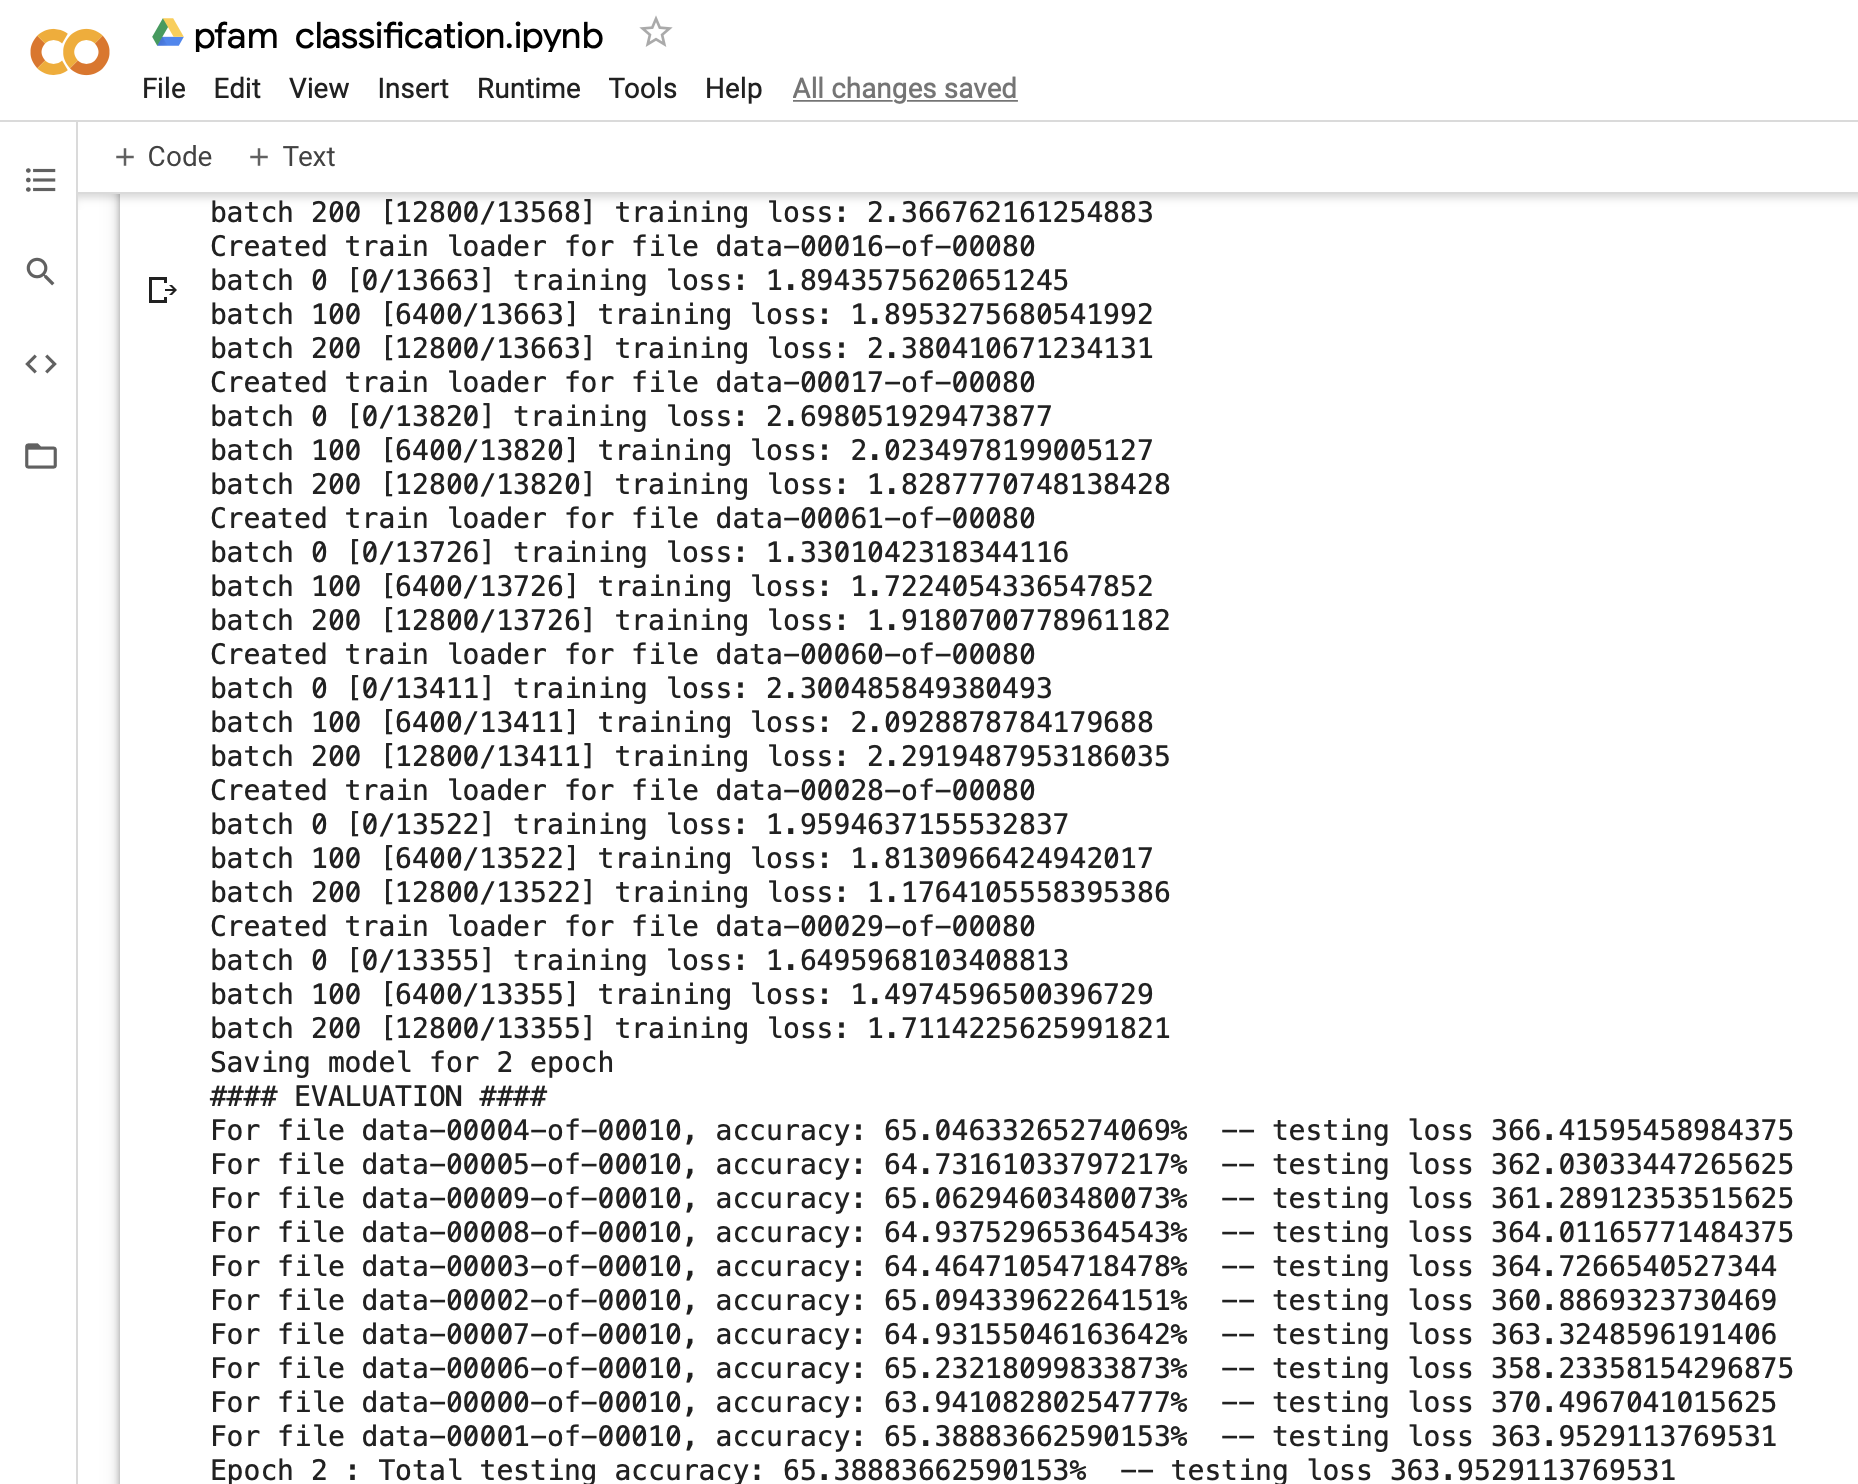 pfam classification.ipynb
File Edit View Insert Runtime Tools Help All changes saved
+ Code + Text
batch 200 [12800/13568] training loss: 2.366762161254883
Created train loader for file data-00016-of-00080
batch 0 [0/13663] training loss: 1.8943575620651245
batch 100 [6400/13663] training loss: 1.8953275680541992
batch 200 [12800/13663] training loss: 2.380410671234131
Created train loader for file data-00017-of-00080
batch 0 [0/13820] training loss: 2.698051929473877
batch 100 [6400/13820] training loss: 2.0234978199005127
batch 200 [12800/13820] training loss: 1.8287770748138428
Created train loader for file data-00061-of-00080
batch 0 [0/13726] training loss: 1.3301042318344116
batch 100 [6400/13726] training loss: 1.7224054336547852
batch 200 [12800/13726] training loss: 1.9180700778961182
Created train loader for file data-00060-of-00080
batch 0 [0/13411] training loss: 2.300485849380493
batch 100 [6400/13411] training loss: 2.0928878784179688
batch 200 [12800/13411] training loss: 2.2919487953186035
Created train loader for file data-00028-of-00080
batch 0 [0/13522] training loss: 1.9594637155532837
batch 100 [6400/13522] training loss: 1.8130966424942017
batch 200 [12800/13522] training loss: 1.1764105558395386
Created train loader for file data-00029-of-00080
batch 0 [0/13355] training loss: 1.6495968103408813
batch 100 [6400/13355] training loss: 1.4974596500396729
batch 200 [12800/13355] training loss: 1.7114225625991821
Saving model for 2 epoch
#### EVALUATION ####
For file data-00004-of-00010, accuracy: 65.04633265274069% -- testing loss 366.41595458984375
For file data-00005-of-00010, accuracy: 64.73161033797217% -- testing loss 362.03033447265625
For file data-00009-of-00010, accuracy: 65.06294603480073% -- testing loss 361.28912353515625
For file data-00008-of-00010, accuracy: 64.93752965364543% -- testing loss 364.01165771484375
For file data-00003-of-00010, accuracy: 64.46471054718478% -- testing loss 364.7266540527344
For file data-00002-of-00010, accuracy: 65.09433962264151% -- testing loss 360.8869323730469
For file data-00007-of-00010, accuracy: 64.93155046163642% -- testing loss 363.3248596191406
For file data-00006-of-00010, accuracy: 65.23218099833873% -- testing loss 358.23358154296875
For file data-00000-of-00010, accuracy: 63.94108280254777% -- testing loss 370.4967041015625
For file data-00001-of-00010, accuracy: 65.38883662590153% -- testing loss 363.9529113769531
Epoch 2 : Total testing accuracy: 65.38883662590153% -- testing loss 363.9529113769531